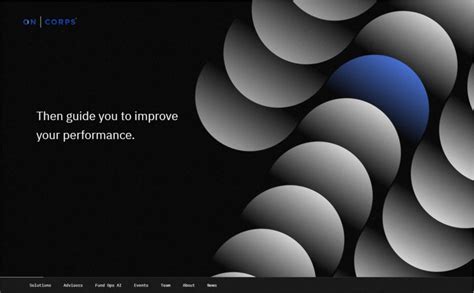 ON | CORPS
Then guide you to improve
your performance.
Solutions Advisors Fund Ops AI Events Team About News